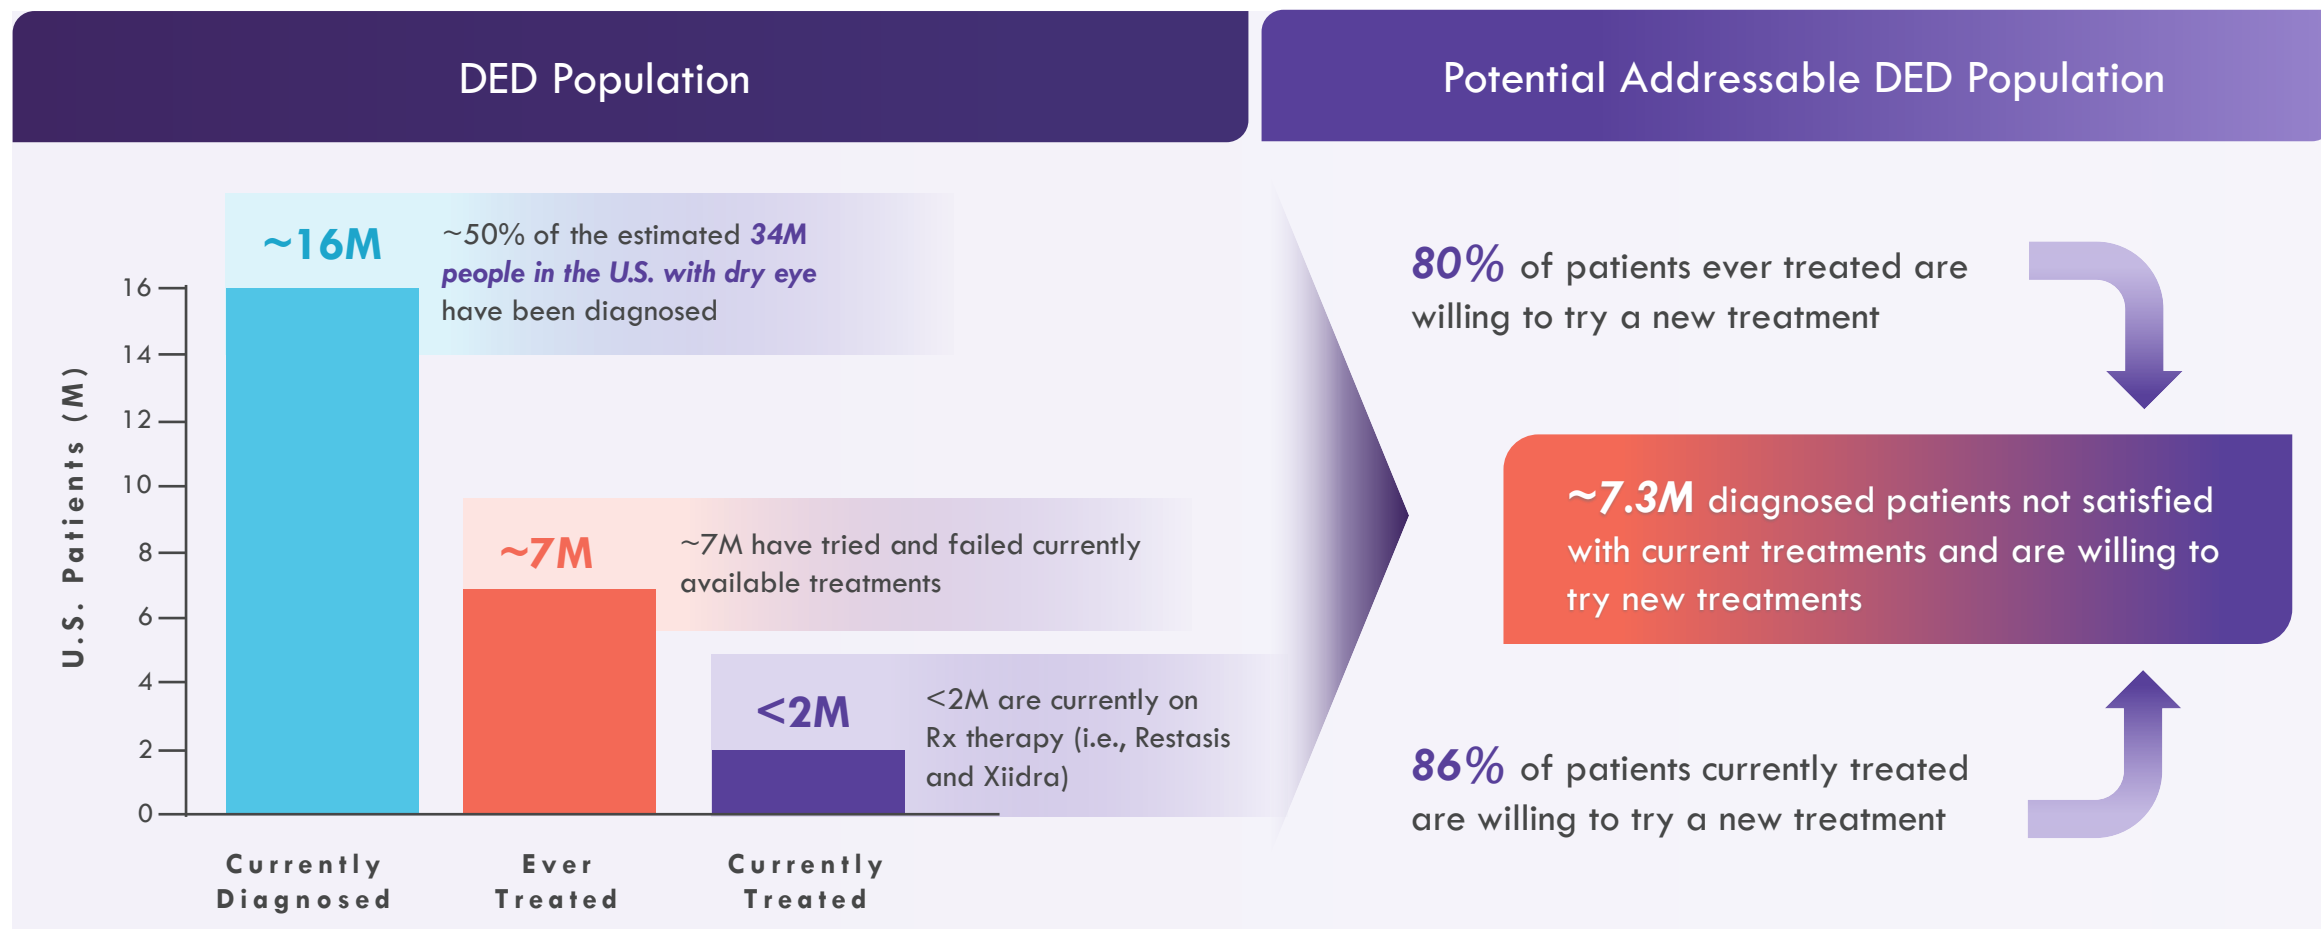 DED Population
~16M
~50% of the estimated 34M
people in the U.S. with dry eye
have been diagnosed
U.S. Patients (M)
16
14
12
10
8
6
4
2
0
~7M
~7M have tried and failed currently
available treatments
<2M
<2M are currently on
Rx therapy (i.e., Restasis
and Xiidra)
Currently
Diagnosed
Ever
Treated
Currently
Treated
Potential Addressable DED Population
80% of patients ever treated are
willing to try a new treatment
~7.3M diagnosed patients not satisfied
with current treatments and are willing to
try new treatments
86% of patients currently treated
are willing to try a new treatment